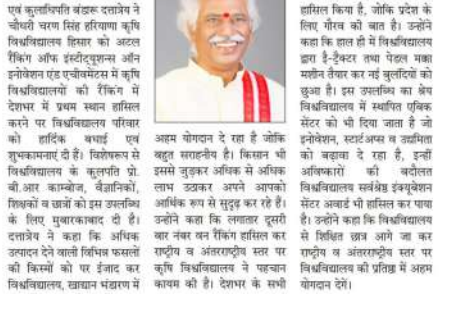 एवं कुलाधिपति बंडारू दत्तात्रेय ने
चौधरी चरण सिंह हरियाणा कृषि
विश्वविद्यालय हिसार को अटल
रैंकिंग ऑफ इंस्टीट्यूशन्स ऑन
इनोवेशन एंड एचीवमेंटस में कृषि
विश्वविद्यालयों की रैंकिंग में
देशभर में प्रथम स्थान हासिल
करने पर विश्वविद्यालय परिवार
को हार्दिक बधाई एवं
शुभकामनाएं दी हैं। विशेषरूप से
विश्वविद्यालय के कुलपति प्रो.
बी.आर काम्बोज, वैज्ञानिकों,
शिक्षकों व छात्रों को इस उपलब्धि
के लिए मुबारकबाद दी है।
दत्तात्रेय ने कहा कि अधिक
उत्पादन देने वाली विभिन्न फसलों
की किस्मों को पर ईजाद कर
विश्वविद्यालय, खाद्यान भंडारण में
अहम योगदान दे रहा है जोकि
बहुत सराहनीय है। किसान भी
इससे जुड़कर अधिक से अधिक
लाभ उठाकर अपने आपको
आर्थिक रूप से सुदृढ़ कर रहे हैं।
उन्होंने कहा कि लगातार दूसरी
बार नंबर वन रैंकिंग हासिल कर
राष्ट्रीय व अंतरराष्ट्रीय स्तर पर
कृषि विश्वविद्यालय ने पहचान
कायम की है। देशभर के सभी
हासिल किया है, जोकि प्रदेश के
लिए गौरव की बात है। उन्होंने
कहा कि हाल ही में विश्वविद्यालय
द्वारा ई-ट्रैक्टर तथा पेडल मक्का
मशीन तैयार कर नई बुलंदियों को
छुआ है। इस उपलब्धि का श्रेय
विश्वविद्यालय में स्थापित एबिक
सेंटर को भी दिया जाता है जो
इनोवेशन, स्टार्टअप्स व उद्यमिता
को बढ़ावा दे रहा है, इन्हीं
अविष्कारों की बदौलत
विश्वविद्यालय सर्वश्रेष्ठ इंक्यूबेशन
सेंटर अवार्ड भी हासिल कर पाया
है। उन्होंने कहा कि विश्वविद्यालय
से शिक्षित छात्र आगे जा कर
राष्ट्रीय व अंतरराष्ट्रीय स्तर पर
विश्वविद्यालय की प्रतिष्ठा में अहम
योगदान देंगे।